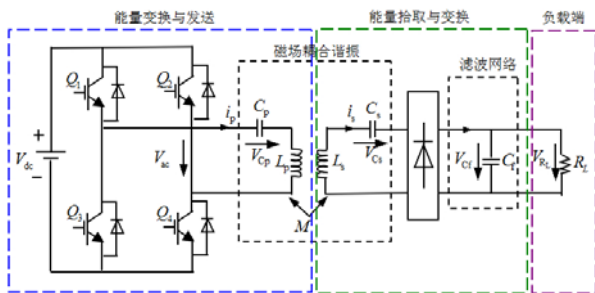 能量变换与发送
能量拾取与变换
负载端
磁场耦合谐振
滤波网络
Q1
Q2
ip
Cp
is
Cs
+
Vdc
−
Vac
VCp
Lp
Ls
VCs
VCf
Cf
VRL
RL
Q3
Q4
M